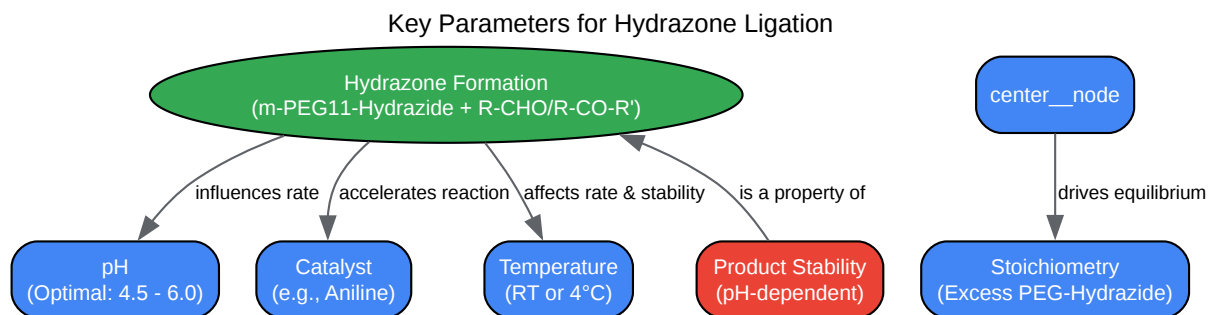 Key Parameters for Hydrazone Ligation
Hydrazone Formation
(m-PEG11-Hydrazide + R-CHO/R-CO-R')
center__node
influences rate
accelerates reaction
affects rate & stability
is a property of
drives equilibrium
pH
(Optimal: 4.5 - 6.0)
Catalyst
(e.g., Aniline)
Temperature
(RT or 4°C)
Product Stability
(pH-dependent)
Stoichiometry
(Excess PEG-Hydrazide)